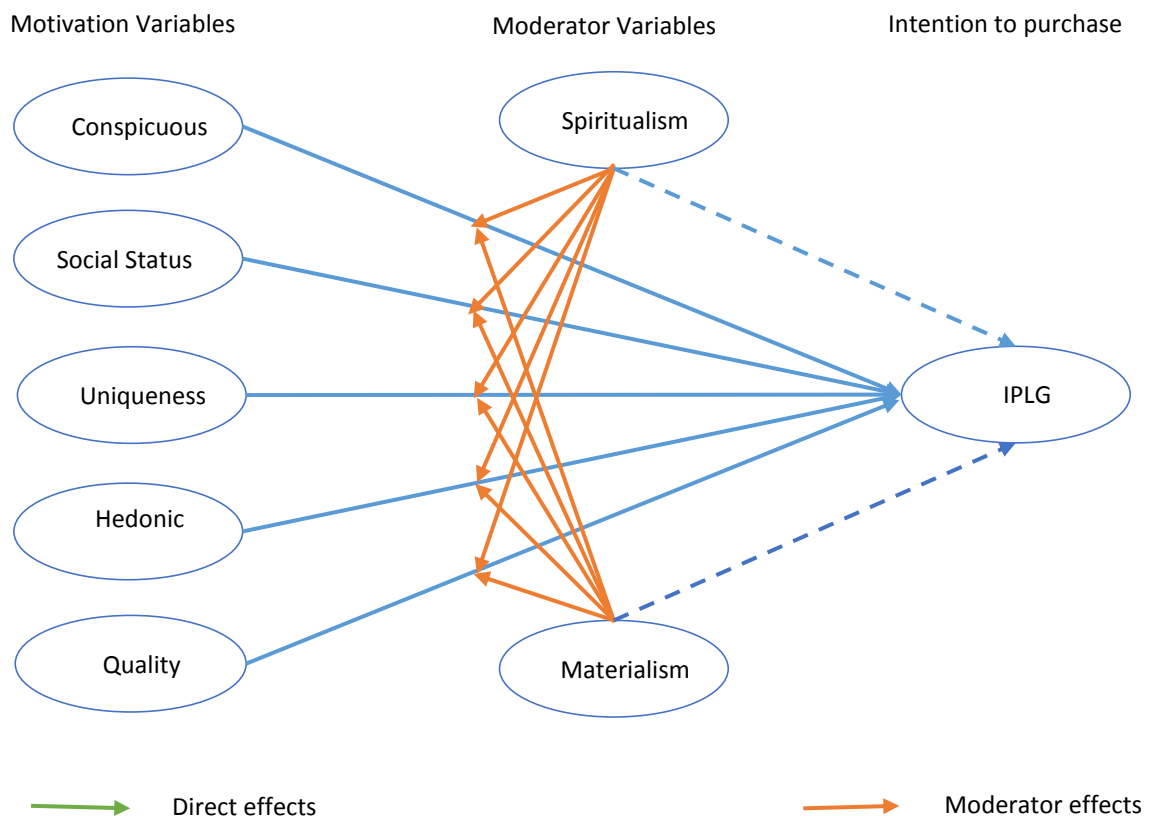 Motivation Variables
Moderator Variables
Intention to purchase
Conspicuous
Spiritualism
Social Status
Uniqueness
IPLG
Hedonic
Quality
Materialism
Direct effects
Moderator effects